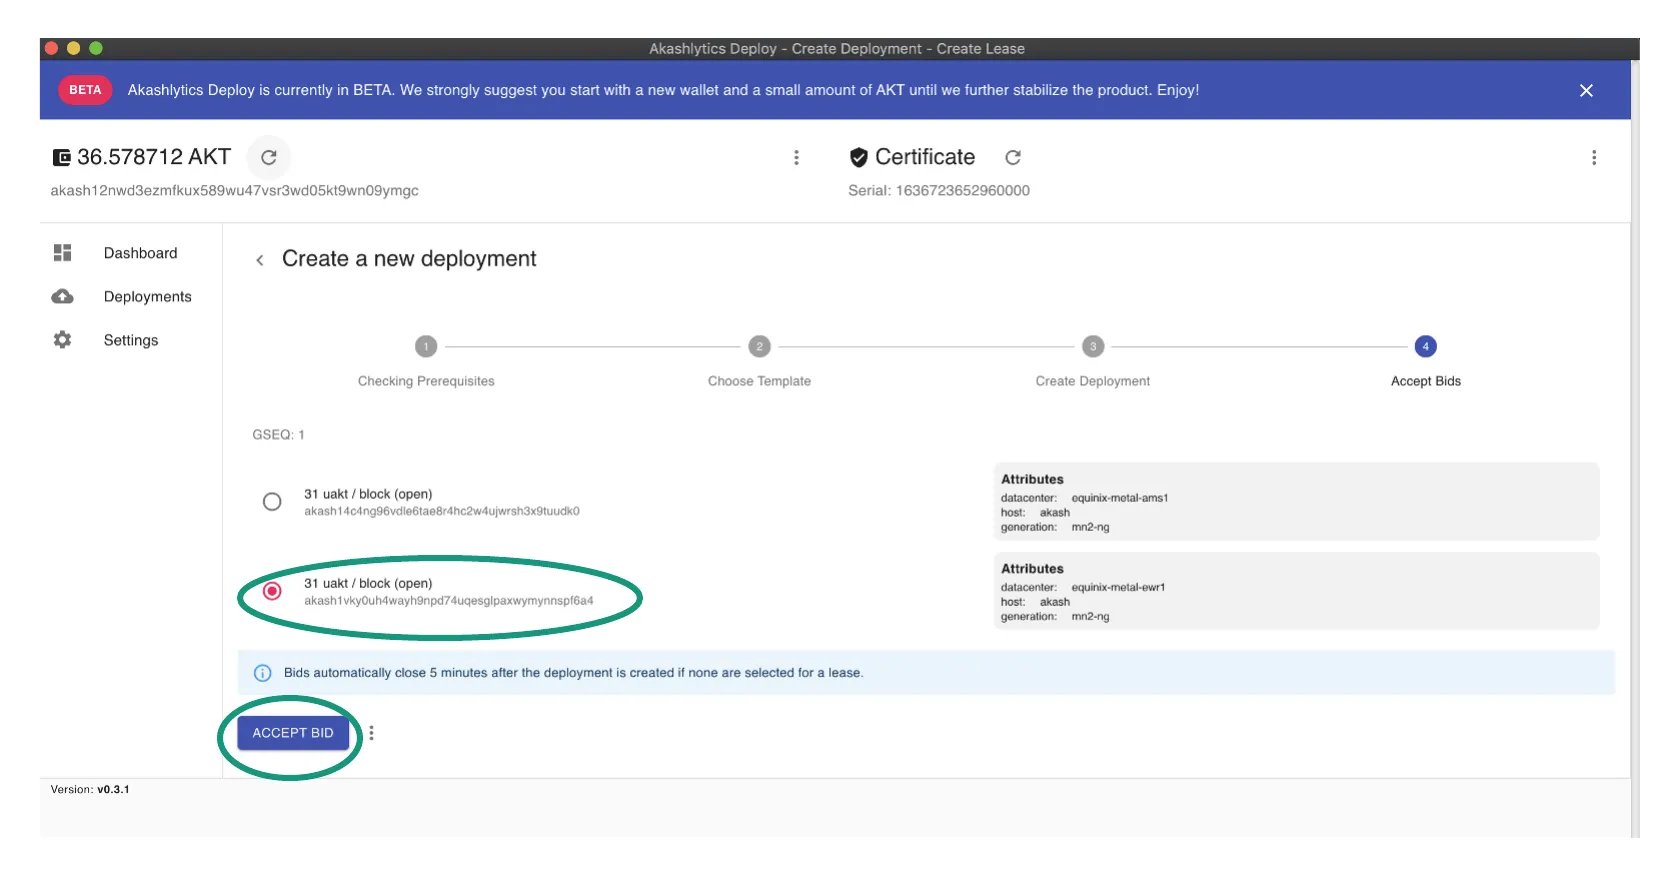 Akashlytics Deploy - Create Deployment - Create Lease
BETA Akashlytics Deploy is currently in BETA. We strongly suggest you start with a new wallet and a small amount of AKT until we further stabilize the product. Enjoy!
36.578712 AKT
akash12nwd3ezmfkux589wu47vsr3wd05kt9wn09ymgc
Certificate
Serial: 1636723652960000
Dashboard
Deployments
Settings
Create a new deployment
1 2 3 4
Checking Prerequisites Choose Template Create Deployment Accept Bids
GSEQ: 1
31 uakt / block (open)
akash14c4ng96vdle6tae8r4hc2w4ujwrsh3x9tuudk0
Attributes
datacenter: equinix-metal-ams1
host: akash
generation: mn2-ng
31 uakt / block (open)
akash1vky0uh4wayh9npd74uqesglpaxwymynnspf6a4
Attributes
datacenter: equinix-metal-ewr1
host: akash
generation: mn2-ng
Bids automatically close 5 minutes after the deployment is created if none are selected for a lease.
ACCEPT BID
Version: v0.3.1